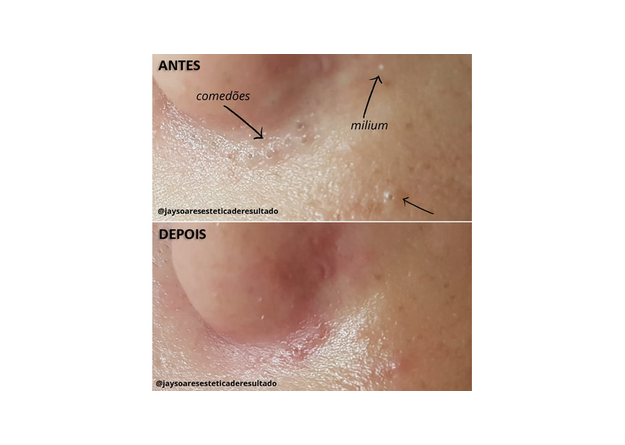 ANTES
comedões
milium
@jaysoaresesteticaderesultado
DEPOIS
@jaysoaresesteticaderesultado